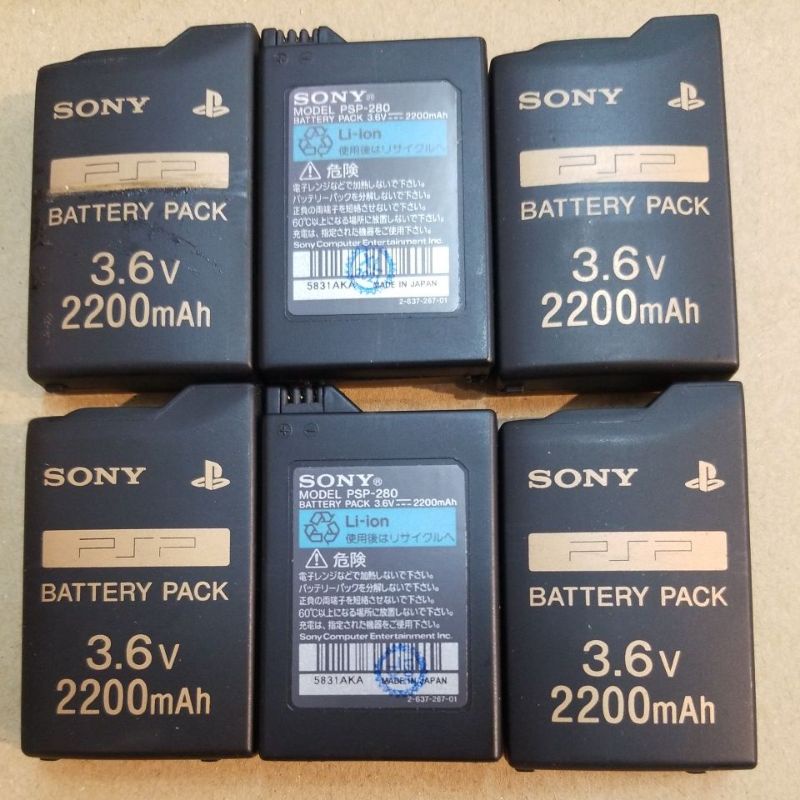 SONY
PSP
BATTERY PACK
3.6V
2200mAh
SONY®
MODEL PSP-280
BATTERY PACK 3.6V⎓2200mAh
Li-ion
使用後はリサイクルへ
危険
電子レンジなどで加熱しないで下さい。
バッテリーパックを分解しないで下さい。
正負の両端子を短絡させないで下さい。
60℃以上になる場所に放置しないで下さい。
充電は、指定された機器をご使用下さい。
Sony Computer Entertainment Inc.
5831AKA MADE IN JAPAN
2-637-267-01
SONY
PSP
BATTERY PACK
3.6V
2200mAh
SONY
PSP
BATTERY PACK
3.6V
2200mAh
SONY®
MODEL PSP-280
BATTERY PACK 3.6V⎓2200mAh
Li-ion
使用後はリサイクルへ
危険
電子レンジなどで加熱しないで下さい。
バッテリーパックを分解しないで下さい。
正負の両端子を短絡させないで下さい。
60℃以上になる場所に放置しないで下さい。
充電は、指定された機器をご使用下さい。
Sony Computer Entertainment Inc.
5831AKA MADE IN JAPAN
2-637-267-01
SONY
PSP
BATTERY PACK
3.6V
2200mAh